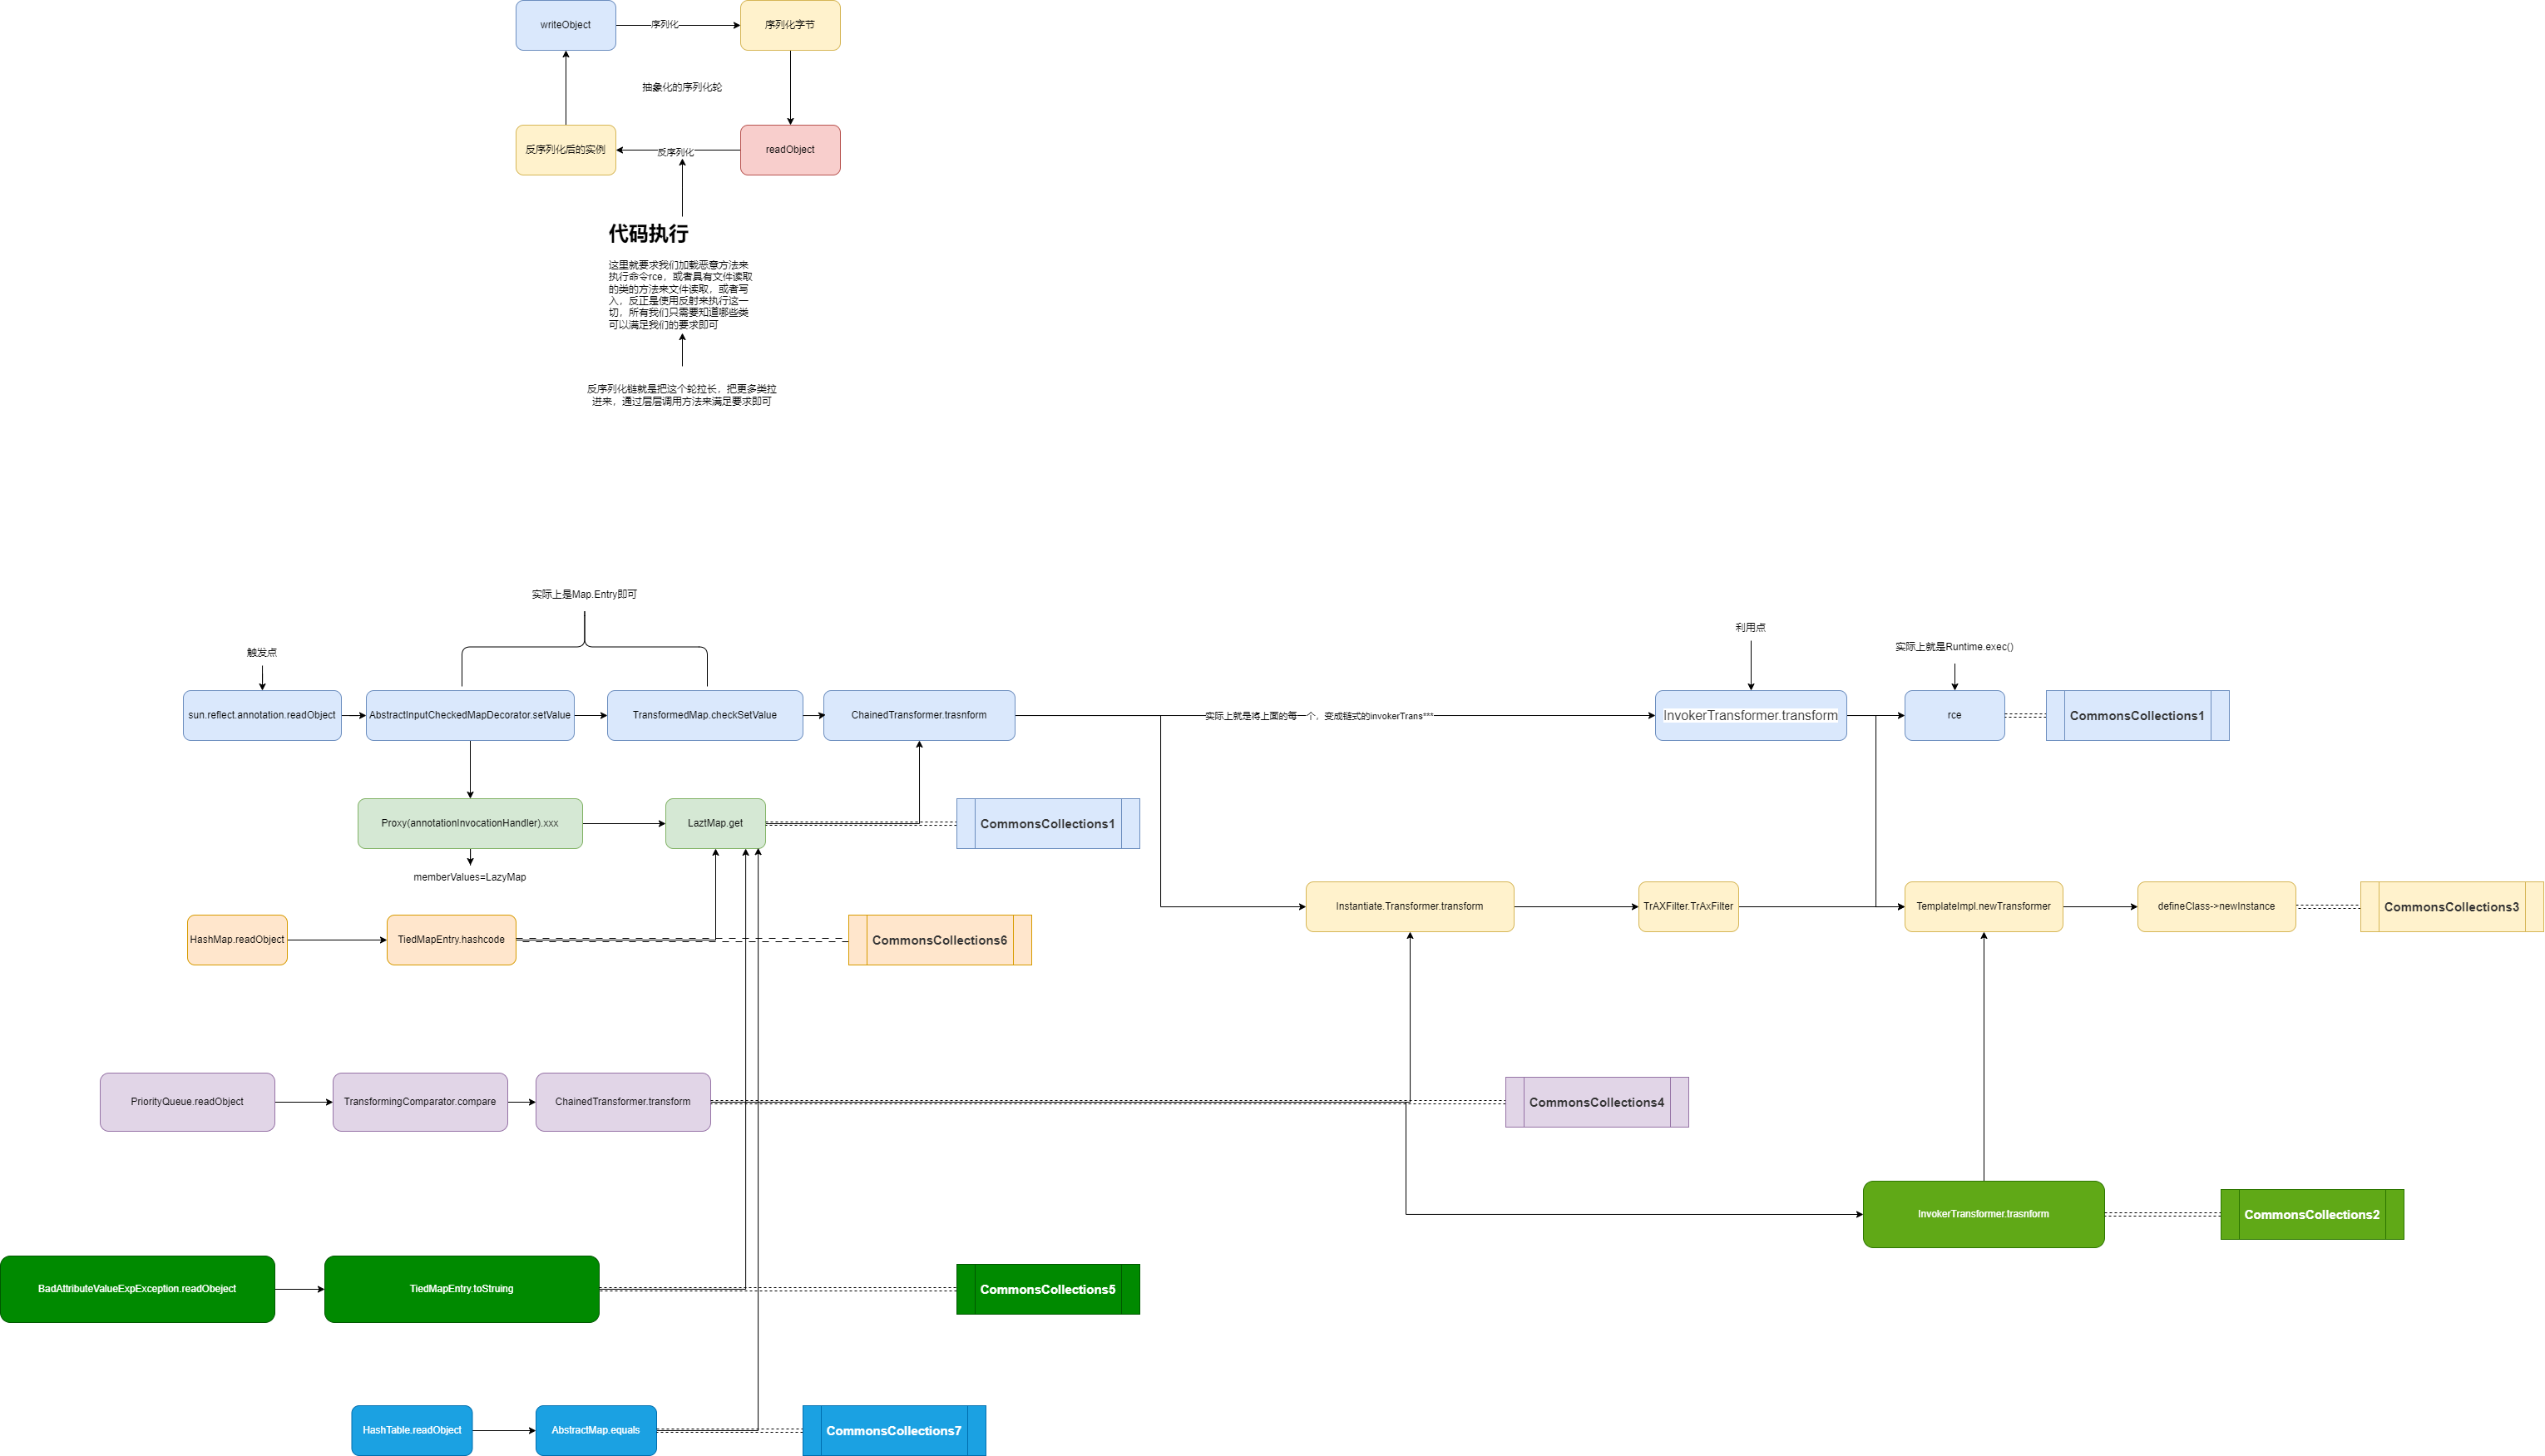 writeObject
序列化
序列化字节
抽象化的序列化轮
反序列化后的实例
反序列化
readObject
代码执行
这里就要求我们加载恶意方法来
执行命令rce，或者具有文件读取
的类的方法来文件读取，或者写
入，反正是使用反射来执行这一
切，所有我们只需要知道哪些类
可以满足我们的要求即可
反序列化链就是把这个轮拉长，把更多类拉
进来，通过层层调用方法来满足要求即可
实际上是Map.Entry即可
触发点
利用点
实际上就是Runtime.exec()
sun.reflect.annotation.readObject
AbstractInputCheckedMapDecorator.setValue
TransformedMap.checkSetValue
ChainedTransformer.trasnform
实际上就是将上面的每一个，变成链式的invokerTrans***
InvokerTransformer.transform
rce
CommonsCollections1
Proxy(annotationInvocationHandler).xxx
LaztMap.get
CommonsCollections1
memberValues=LazyMap
Instantiate.Transformer.transform
TrAXFilter.TrAxFilter
TemplateImpl.newTransformer
defineClass->newInstance
CommonsCollections3
HashMap.readObject
TiedMapEntry.hashcode
CommonsCollections6
PriorityQueue.readObject
TransformingComparator.compare
ChainedTransformer.transform
CommonsCollections4
InvokerTransformer.trasnform
CommonsCollections2
BadAttributeValueExpException.readObeject
TiedMapEntry.toStruing
CommonsCollections5
HashTable.readObject
AbstractMap.equals
CommonsCollections7